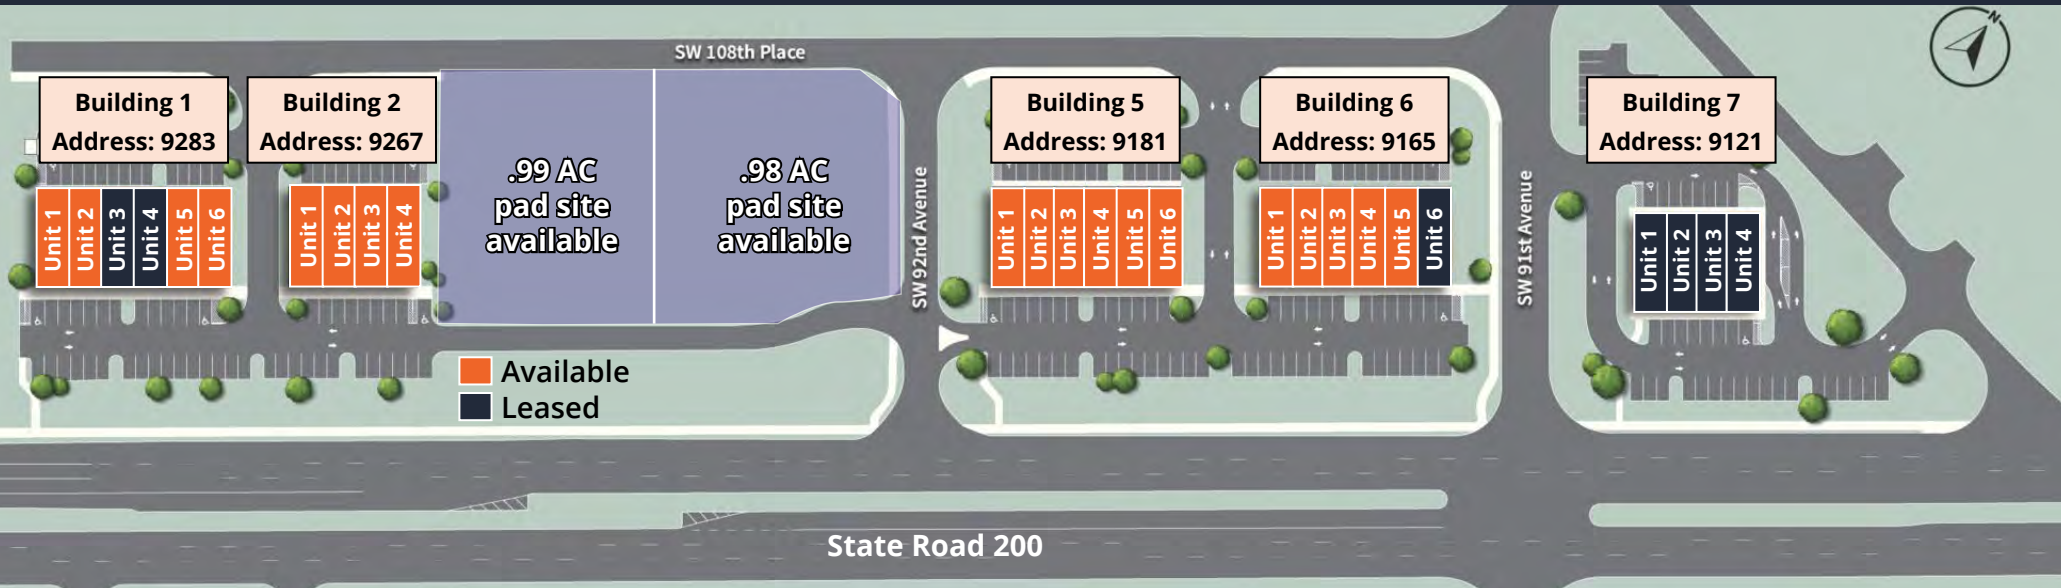 N
SW 108th Place
Building 1
Address: 9283
Building 2
Address: 9267
Building 5
Address: 9181
Building 6
Address: 9165
Building 7
Address: 9121
.99 AC
pad site
available
.98 AC
pad site
available
Unit 1
Unit 2
Unit 3
Unit 4
Unit 5
Unit 6
Unit 1
Unit 2
Unit 3
Unit 4
SW 92nd Avenue
Unit 1
Unit 2
Unit 3
Unit 4
Unit 5
Unit 6
Unit 1
Unit 2
Unit 3
Unit 4
Unit 5
Unit 6
SW 91st Avenue
Unit 1
Unit 2
Unit 3
Unit 4
Available
Leased
State Road 200